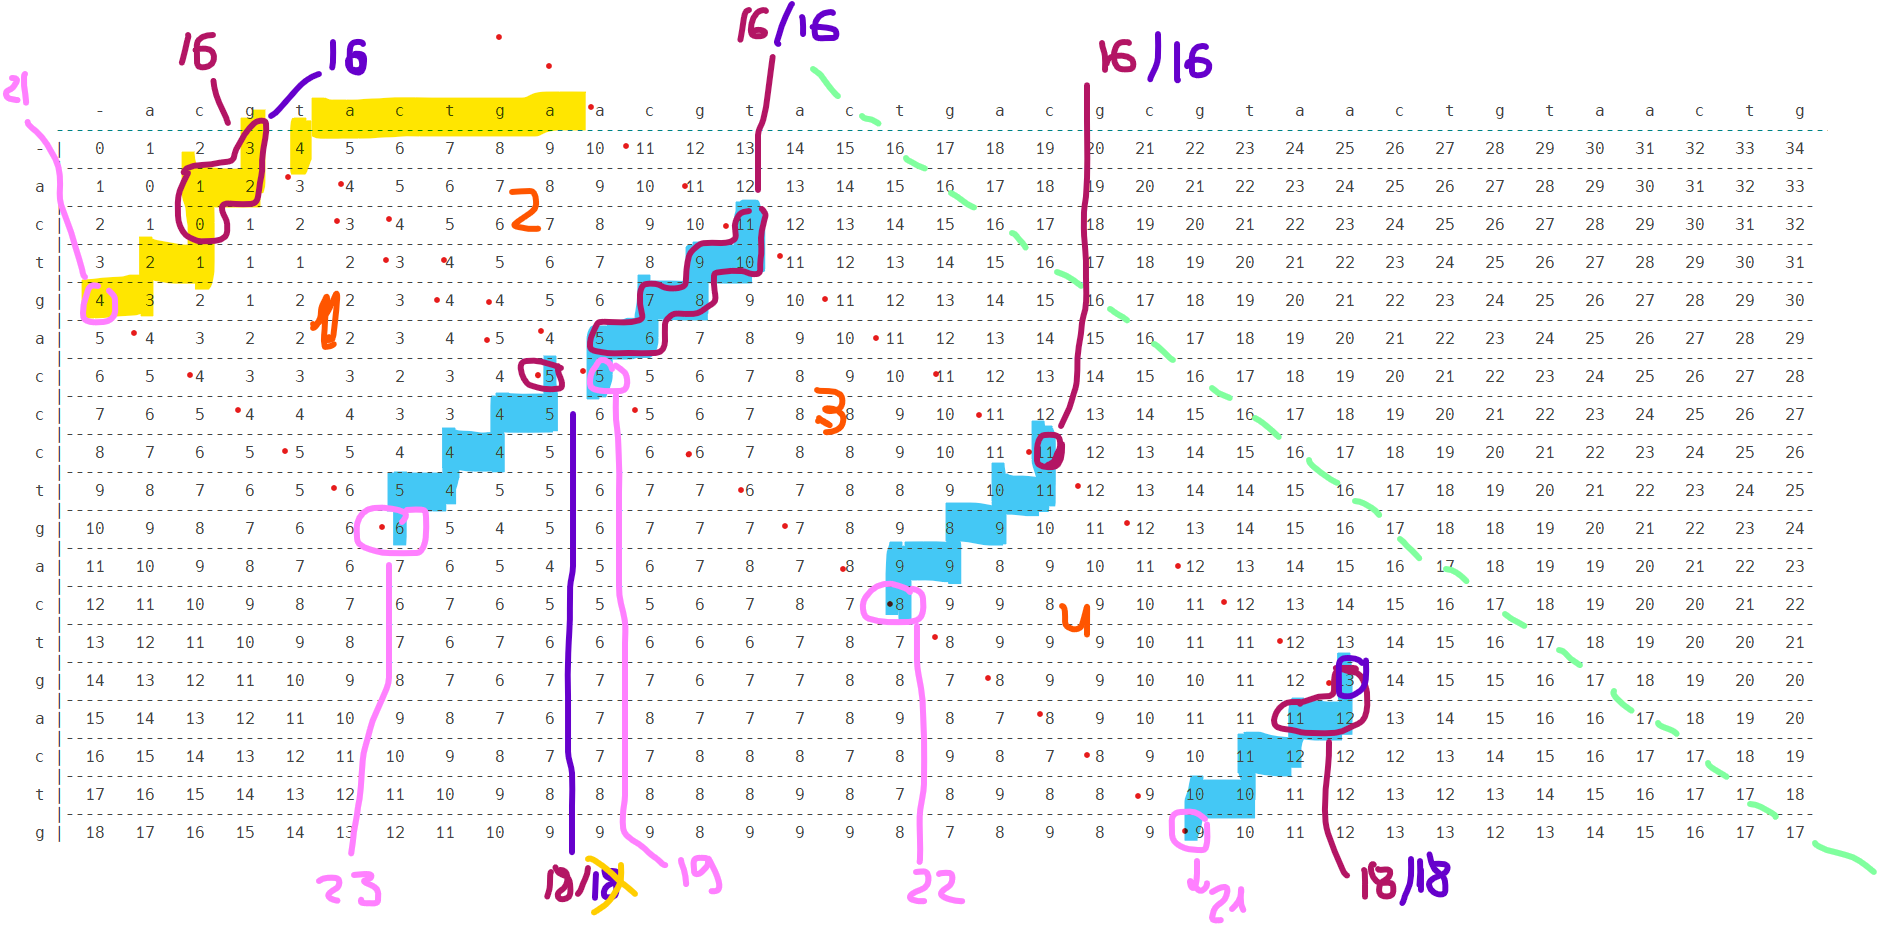 16/16
16/16
16
16
21
- a c g t a c t g a a c g t a c t g a c g c g t a a c t g t a a c t g
-| 0 1 2 3 4 5 6 7 8 9 10 11 12 13 14 15 16 17 18 19 20 21 22 23 24 25 26 27 28 29 30 31 32 33 34
a| 1 0 1 2 3 4 5 6 7 8 9 10 11 12 13 14 15 16 17 18 19 20 21 22 23 24 25 26 27 28 29 30 31 32 33
2
c| 2 1 0 1 2 3 4 5 6 7 8 9 10 11 12 13 14 15 16 17 18 19 20 21 22 23 24 25 26 27 28 29 30 31 32
t| 3 2 1 1 1 2 3 4 5 6 7 8 9 10 11 12 13 14 15 16 17 18 19 20 21 22 23 24 25 26 27 28 29 30 31
g| 4 3 2 1 2 2 3 4 4 5 6 7 8 9 10 11 12 13 14 15 16 17 18 19 20 21 22 23 24 25 26 27 28 29 30
1
a| 5 4 3 2 2 2 3 4 5 4 5 6 7 8 9 10 11 12 13 14 15 16 17 18 19 20 21 22 23 24 25 26 27 28 29
c| 6 5 4 3 3 3 2 3 4 5 5 5 6 7 8 9 10 11 12 13 14 15 16 17 18 19 20 21 22 23 24 25 26 27 28
c| 7 6 5 4 4 4 3 3 4 5 6 5 6 7 8 8 9 10 11 12 13 14 15 16 17 18 19 20 21 22 23 24 25 26 27
3
c| 8 7 6 5 5 5 4 4 4 5 6 6 6 7 8 8 9 10 11 11 12 13 14 15 16 17 18 19 20 21 22 23 24 25 26
t| 9 8 7 6 5 6 5 4 5 5 6 7 7 6 7 8 8 9 10 11 12 13 14 14 15 16 17 18 19 20 21 22 23 24 25
g| 10 9 8 7 6 6 6 5 4 5 6 7 7 7 7 8 9 8 9 10 11 12 13 14 15 16 17 18 18 19 20 21 22 23 24
a| 11 10 9 8 7 6 7 6 5 4 5 6 7 8 7 8 9 9 8 9 10 11 12 13 14 15 16 17 18 19 19 20 21 22 23
c| 12 11 10 9 8 7 6 7 6 5 5 5 6 7 8 7 8 9 9 8 9 10 11 12 13 14 15 16 17 18 19 20 20 21 22
4
t| 13 12 11 10 9 8 7 6 7 6 6 6 6 6 7 8 7 8 9 9 9 10 11 11 12 13 14 15 16 17 18 19 20 20 21
g| 14 13 12 11 10 9 8 7 6 7 7 7 6 7 7 8 8 7 8 9 9 10 10 11 12 13 14 15 15 16 17 18 19 20 20
a| 15 14 13 12 11 10 9 8 7 6 7 8 7 7 7 8 9 8 7 8 9 10 11 11 11 12 13 14 15 16 16 17 18 19 20
c| 16 15 14 13 12 11 10 9 8 7 7 7 8 8 8 7 8 9 8 7 8 9 10 11 12 12 12 13 14 15 16 17 17 18 19
t| 17 16 15 14 13 12 11 10 9 8 8 8 8 8 9 8 7 8 9 8 8 9 10 10 11 12 13 12 13 14 15 16 17 17 18
g| 18 17 16 15 14 13 12 11 10 9 9 9 8 9 9 9 8 7 8 9 8 9 9 10 11 12 13 13 12 13 14 15 16 17 17
23
18/18
19
22
21
18/18